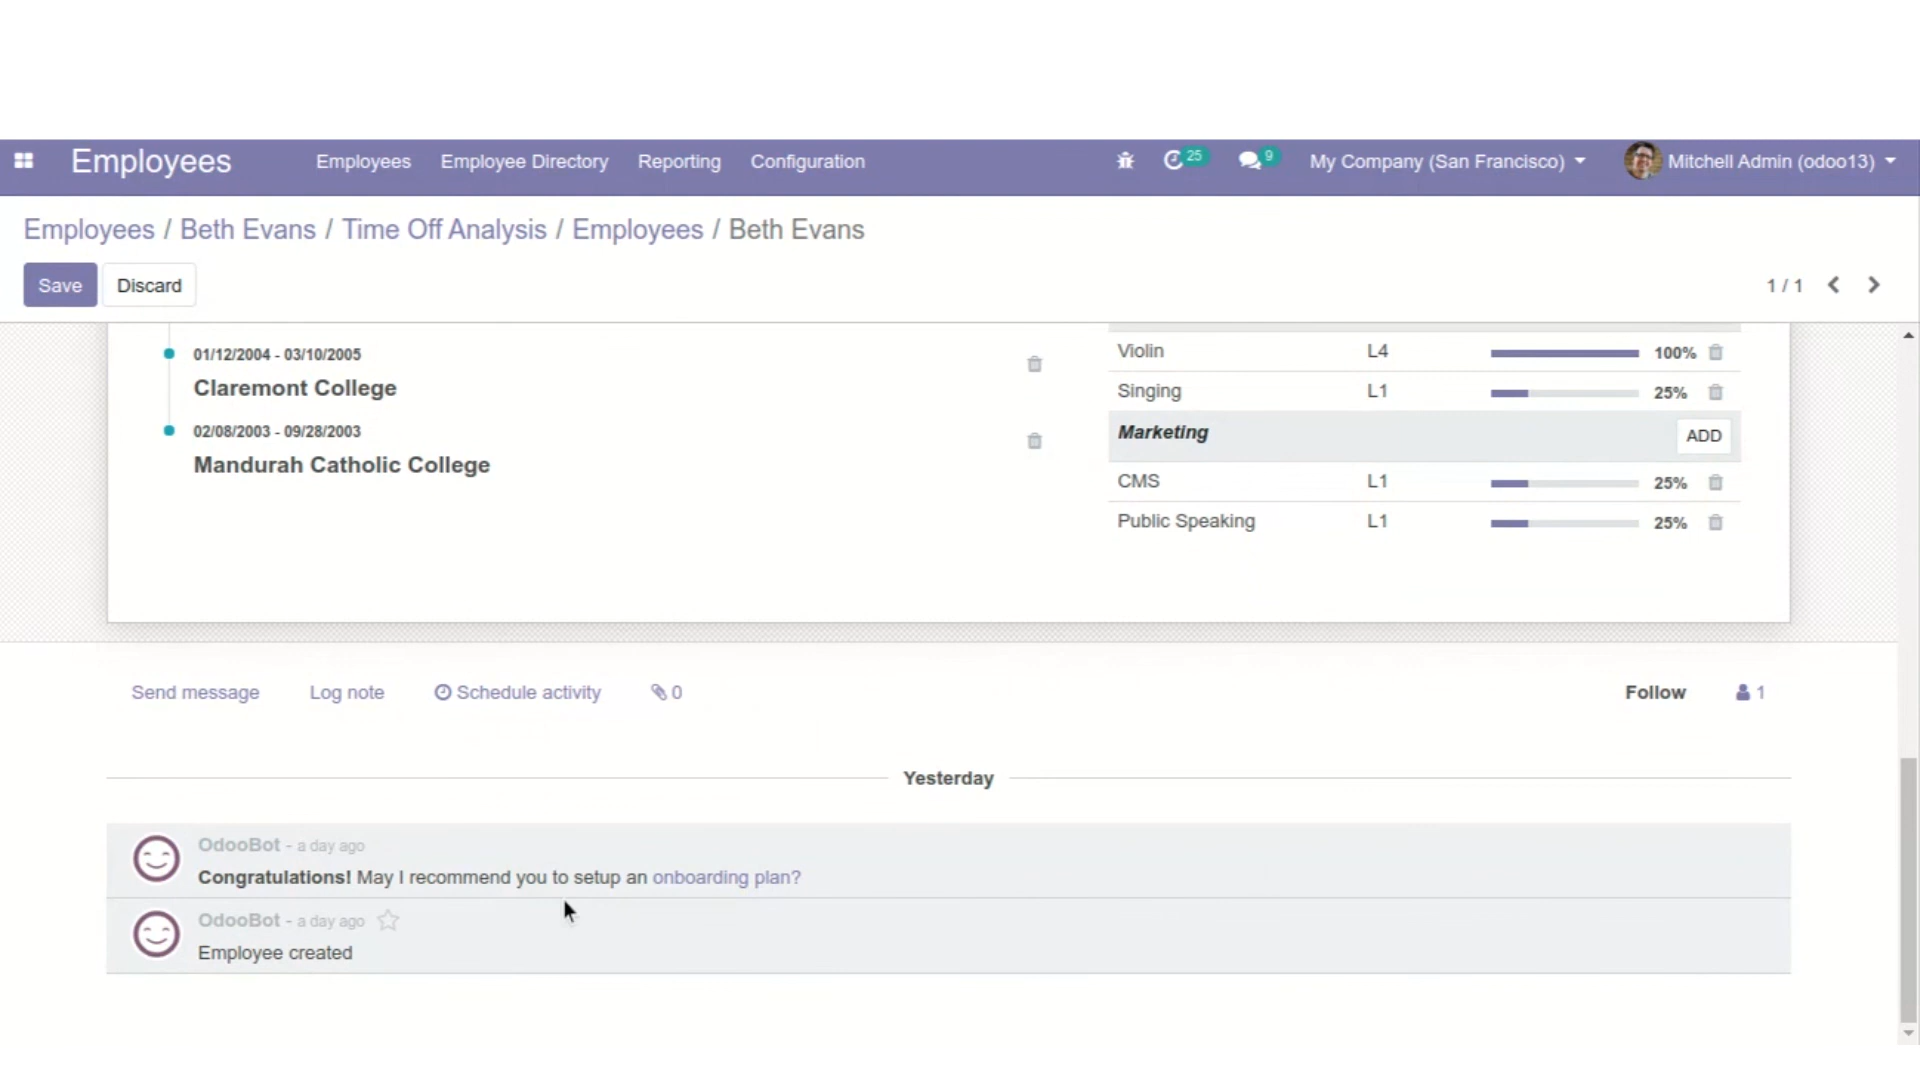 Employees Employees Employee Directory Reporting Configuration 25 9 My Company (San Francisco) Mitchell Admin (odoo13)
Employees / Beth Evans / Time Off Analysis / Employees / Beth Evans
Save Discard 1 / 1
01/12/2004 - 03/10/2005
Claremont College
02/08/2003 - 09/28/2003
Mandurah Catholic College
Violin L4 100%
Singing L1 25%
Marketing ADD
CMS L1 25%
Public Speaking L1 25%
Send message Log note Schedule activity 0 Follow 1
Yesterday
OdooBot - a day ago
Congratulations! May I recommend you to setup an onboarding plan?
OdooBot - a day ago
Employee created